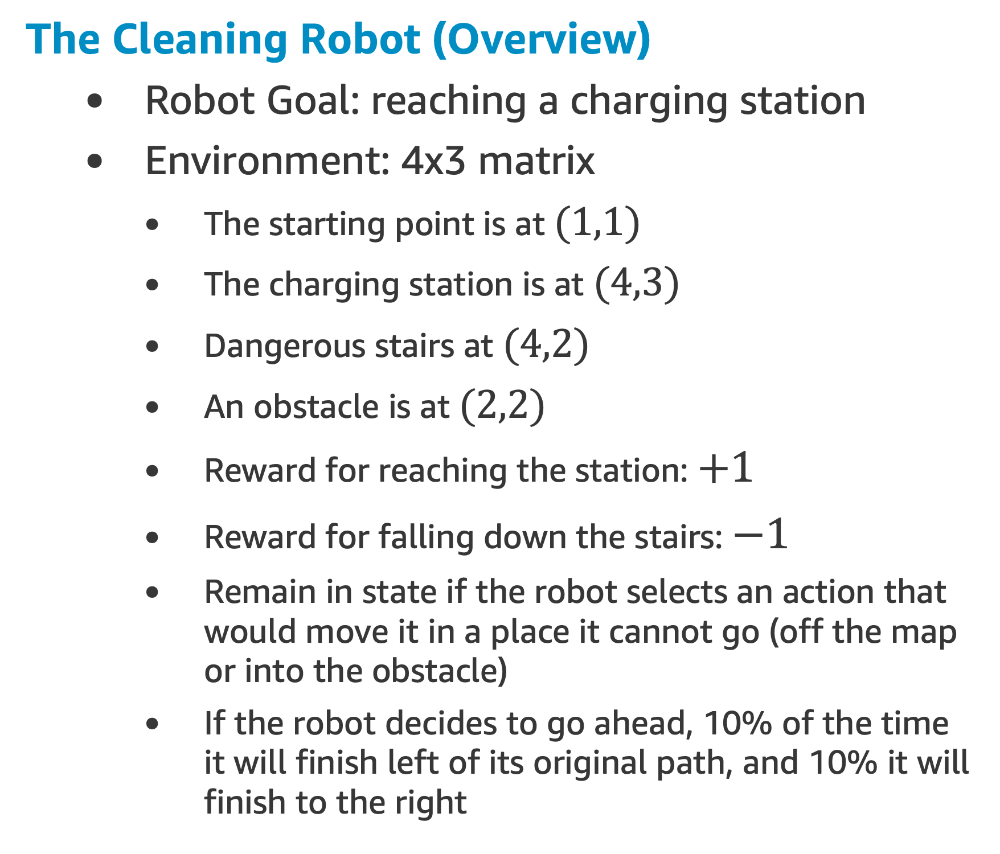 The Cleaning Robot (Overview)
• Robot Goal: reaching a charging station
• Environment: 4x3 matrix
• The starting point is at (1,1)
• The charging station is at (4,3)
• Dangerous stairs at (4,2)
• An obstacle is at (2,2)
• Reward for reaching the station: +1
• Reward for falling down the stairs: −1
• Remain in state if the robot selects an action that
would move it in a place it cannot go (off the map
or into the obstacle)
• If the robot decides to go ahead, 10% of the time
it will finish left of its original path, and 10% it will
finish to the right